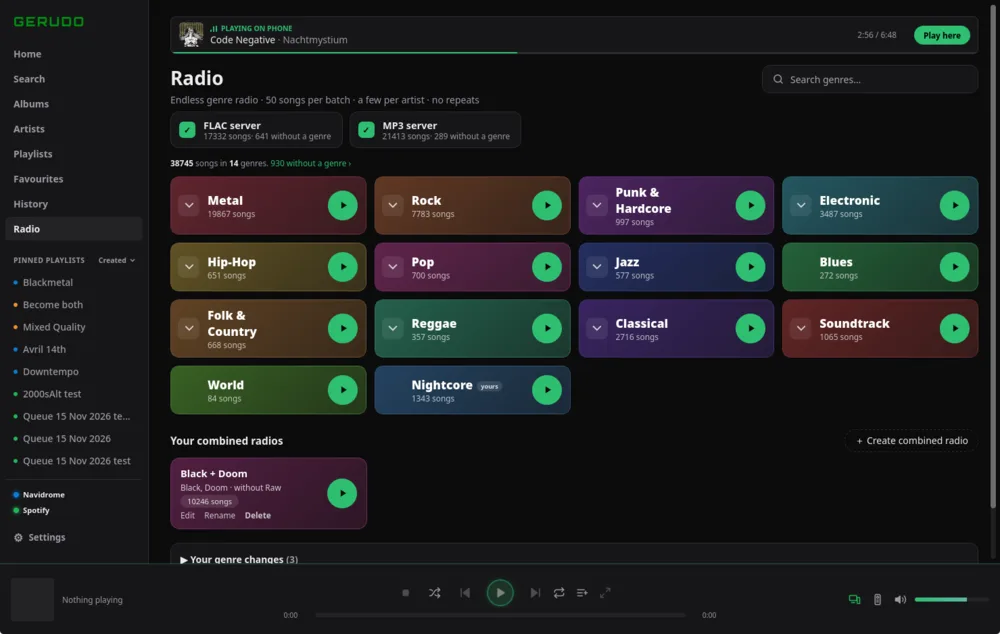 GERUDO
Home
Search
Albums
Artists
Playlists
Favourites
History
Radio
PINNED PLAYLISTS Created
Blackmetal
Become both
Mixed Quality
Avril 14th
Downtempo
2000sAlt test
Queue 15 Nov 2026 te...
Queue 15 Nov 2026
Queue 15 Nov 2026 test
Navidrome
Spotify
Settings
PLAYING ON PHONE
Code Negative · Nachtmystium
2:56 / 6:48
Play here
Radio
Search genres...
Endless genre radio · 50 songs per batch · a few per artist · no repeats
FLAC server
17332 songs· 641 without a genre
MP3 server
21413 songs· 289 without a genre
38745 songs in 14 genres. 930 without a genre ›
Metal
19867 songs
Rock
7783 songs
Punk &
Hardcore
997 songs
Electronic
3487 songs
Hip-Hop
651 songs
Pop
700 songs
Jazz
577 songs
Blues
272 songs
Folk &
Country
668 songs
Reggae
357 songs
Classical
2716 songs
Soundtrack
1065 songs
World
84 songs
Nightcore yours
1343 songs
Your combined radios
+ Create combined radio
Black + Doom
Black, Doom · without Raw
10246 songs
Edit Rename Delete
▶ Your genre changes (3)
Nothing playing
0:00
0:00